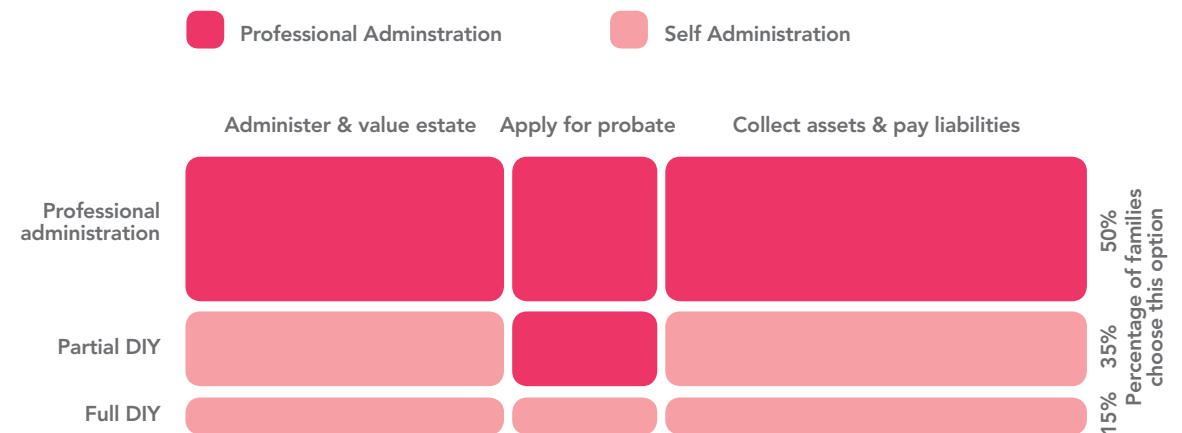 Professional Adminstration
Self Administration
Administer & value estate
Apply for probate
Collect assets & pay liabilities
Professional
administration
50%
Partial DIY
35%
Full DIY
15%
Percentage of families
choose this option